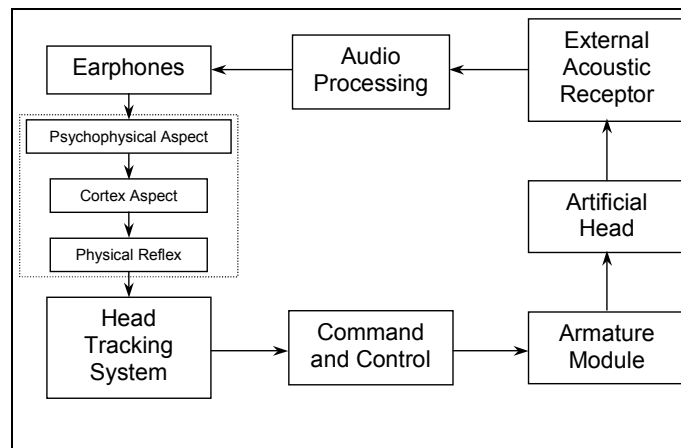 Earphones
Audio
Processing
External
Acoustic
Receptor
Psychophysical Aspect
Cortex Aspect
Physical Reflex
Artificial
Head
Head
Tracking
System
Command
and Control
Armature
Module